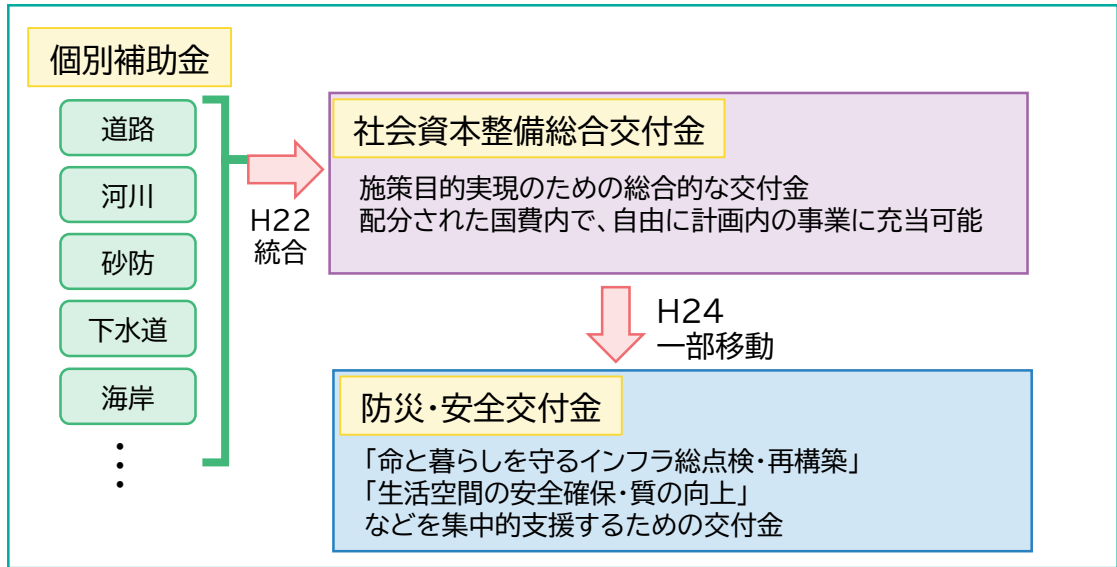 個別補助金
道路
河川
砂防
下水道
海岸
・
・
・
H22
統合
社会資本整備総合交付金
施策目的実現のための総合的な交付金
配分された国費内で、自由に計画内の事業に充当可能
H24
一部移動
防災・安全交付金
「命と暮らしを守るインフラ総点検・再構築」
「生活空間の安全確保・質の向上」
などを集中的支援するための交付金